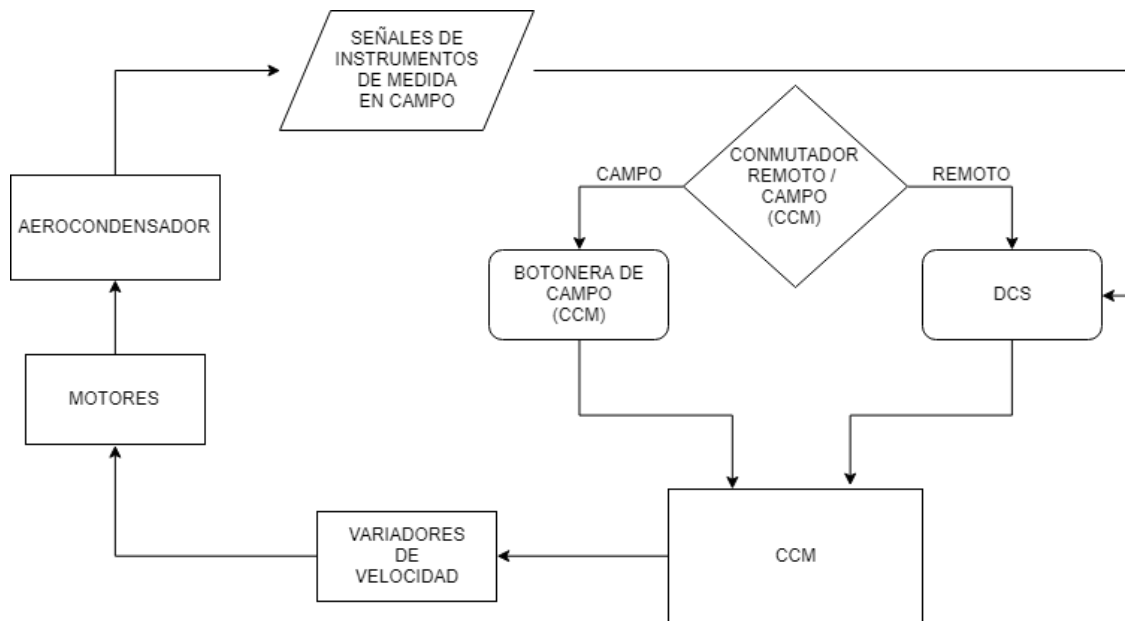 SEÑALES DE
INSTRUMENTOS
DE MEDIDA
EN CAMPO
CONMUTADOR
REMOTO /
CAMPO
(CCM)
CAMPO
REMOTO
AEROCONDENSADOR
BOTONERA DE
CAMPO
(CCM)
DCS
MOTORES
VARIADORES
DE
VELOCIDAD
CCM